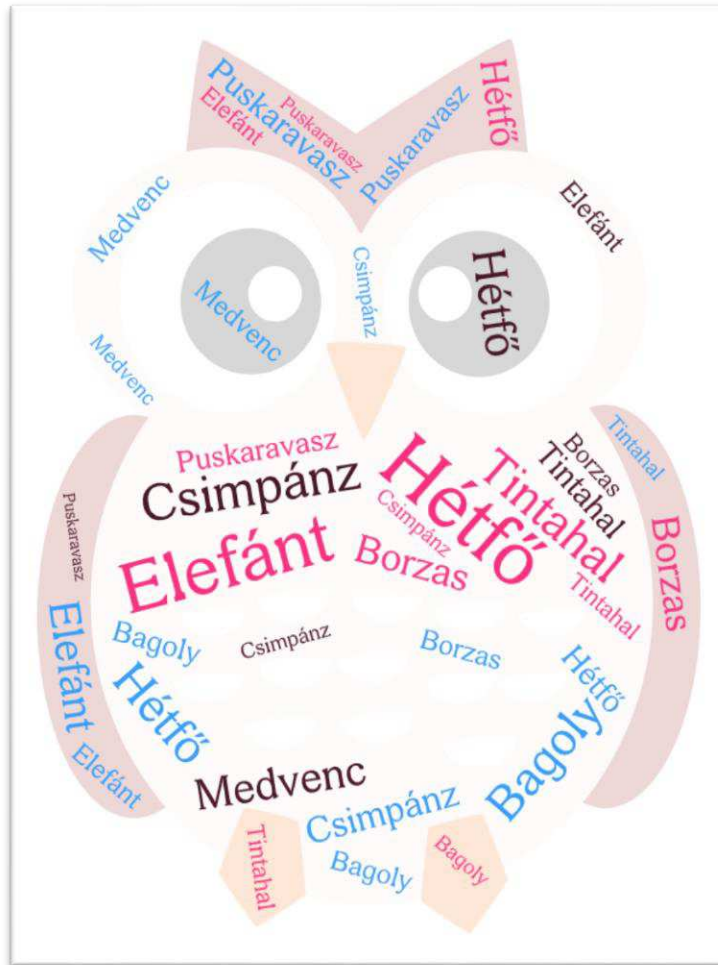 Puskaravasz
Elefánt
Puskaravasz
Puskaravasz
Hétfő
Medvenc
Elefánt
Csimpánz
Hétfő
Medvenc
Medvenc
Puskaravasz
Csimpánz
Hétfő
Tintahal
Borzas
Tintahal
Tintahal
Csimpánz
Puskaravasz
Elefánt
Borzas
Borzas
Tintahal
Elefánt
Bagoly
Csimpánz
Borzas
Hétfő
Hétfő
Bagoly
Elefánt
Medvenc
Csimpánz
Tintahal
Bagoly
Bagoly